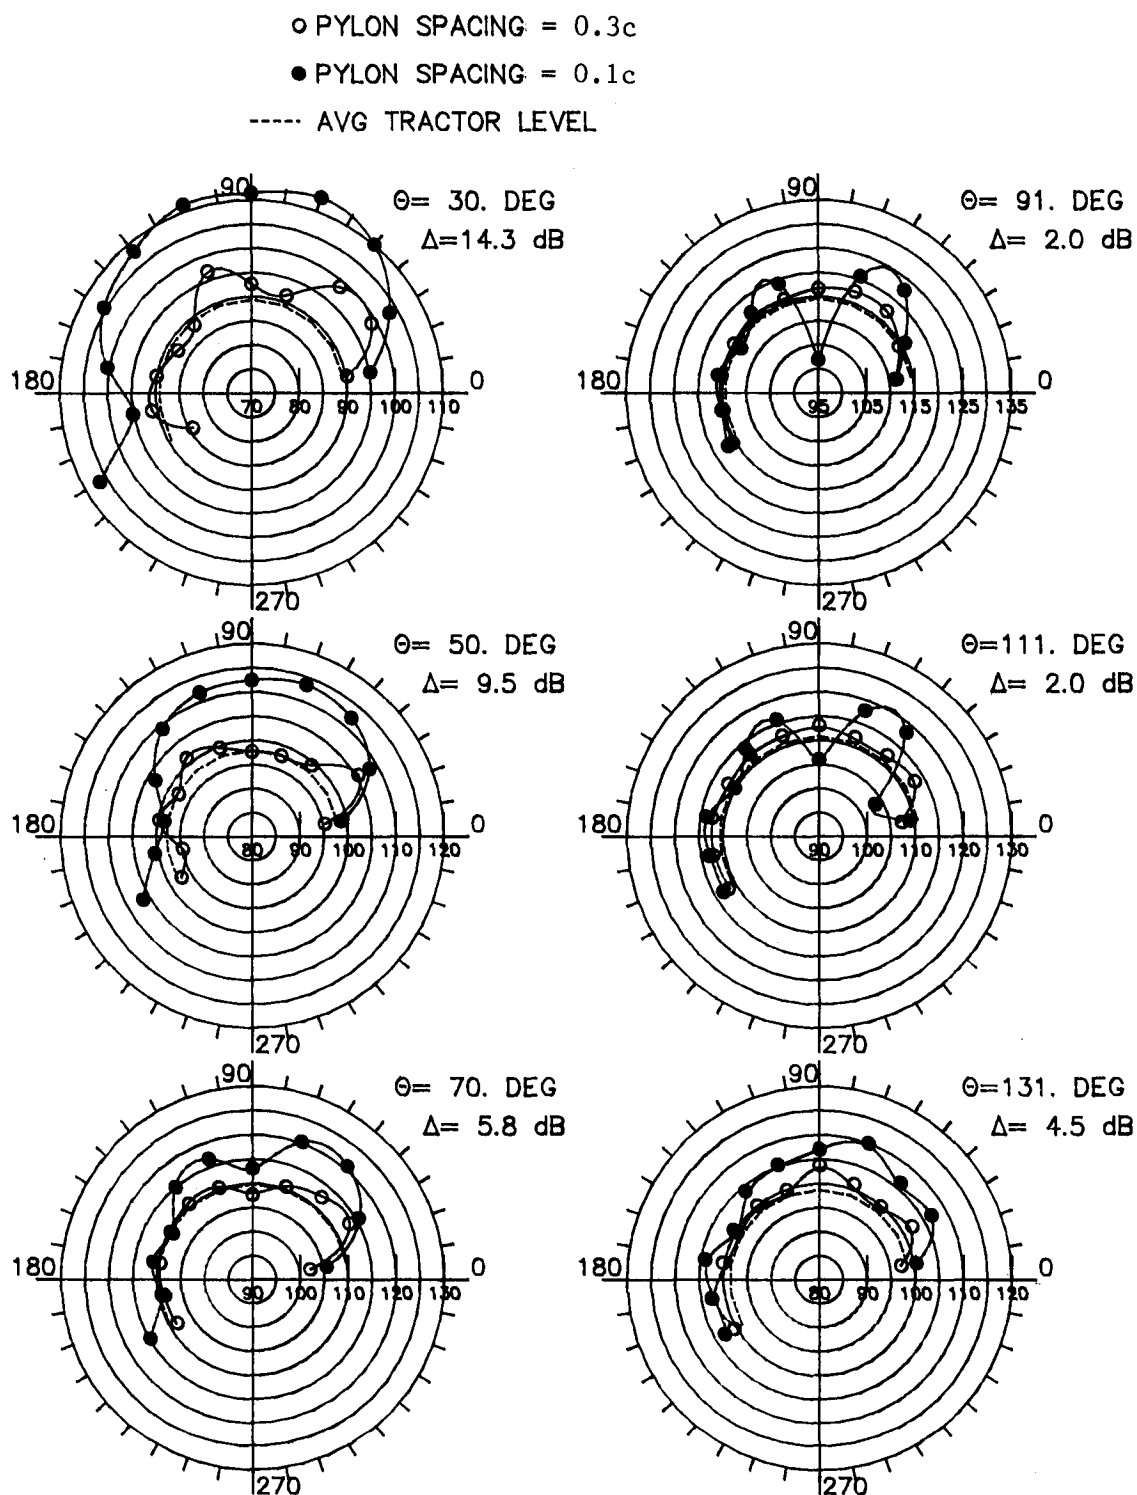 PYLON SPACING = 0.3c
PYLON SPACING = 0.1c
AVG TRACTOR LEVEL
90
Θ= 30. DEG
Δ=14.3 dB
180
0
70 80 90 100 110
270
90
Θ= 91. DEG
Δ= 2.0 dB
180
0
95 105 115 125 135
270
90
Θ= 50. DEG
Δ= 9.5 dB
180
0
80 90 100 110 120
270
90
Θ=111. DEG
Δ= 2.0 dB
180
0
90 100 110 120 130
270
90
Θ= 70. DEG
Δ= 5.8 dB
180
0
90 100 110 120 130
270
90
Θ=131. DEG
Δ= 4.5 dB
180
0
80 90 100 110 120
270